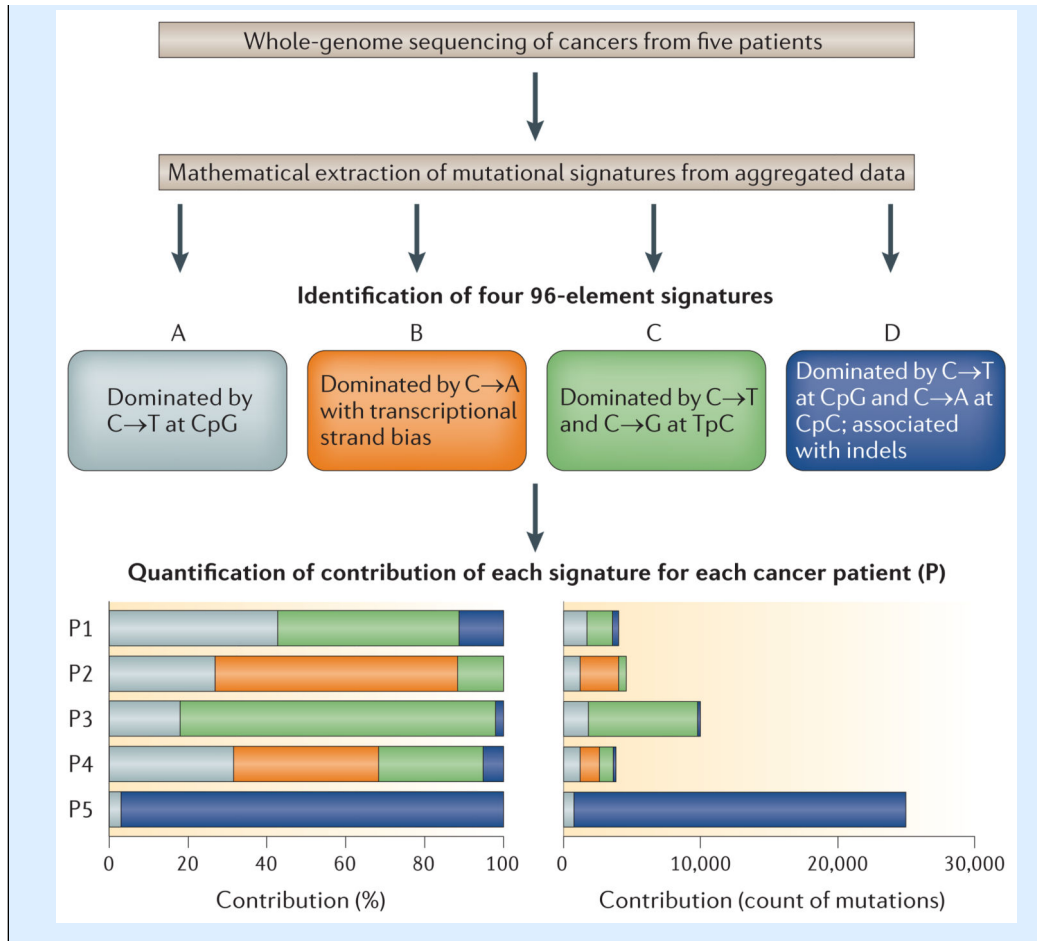 Whole-genome sequencing of cancers from five patients
Mathematical extraction of mutational signatures from aggregated data
Identification of four 96-element signatures
A
B
C
D
Dominated by
C→T at CpG
Dominated by C→A
with transcriptional
strand bias
Dominated by C→T
and C→G at TpC
Dominated by C→T
at CpG and C→A at
CpC; associated
with indels
Quantification of contribution of each signature for each cancer patient (P)
P1
P2
P3
P4
P5
0 20 40 60 80 100
Contribution (%)
0 10,000 20,000 30,000
Contribution (count of mutations)